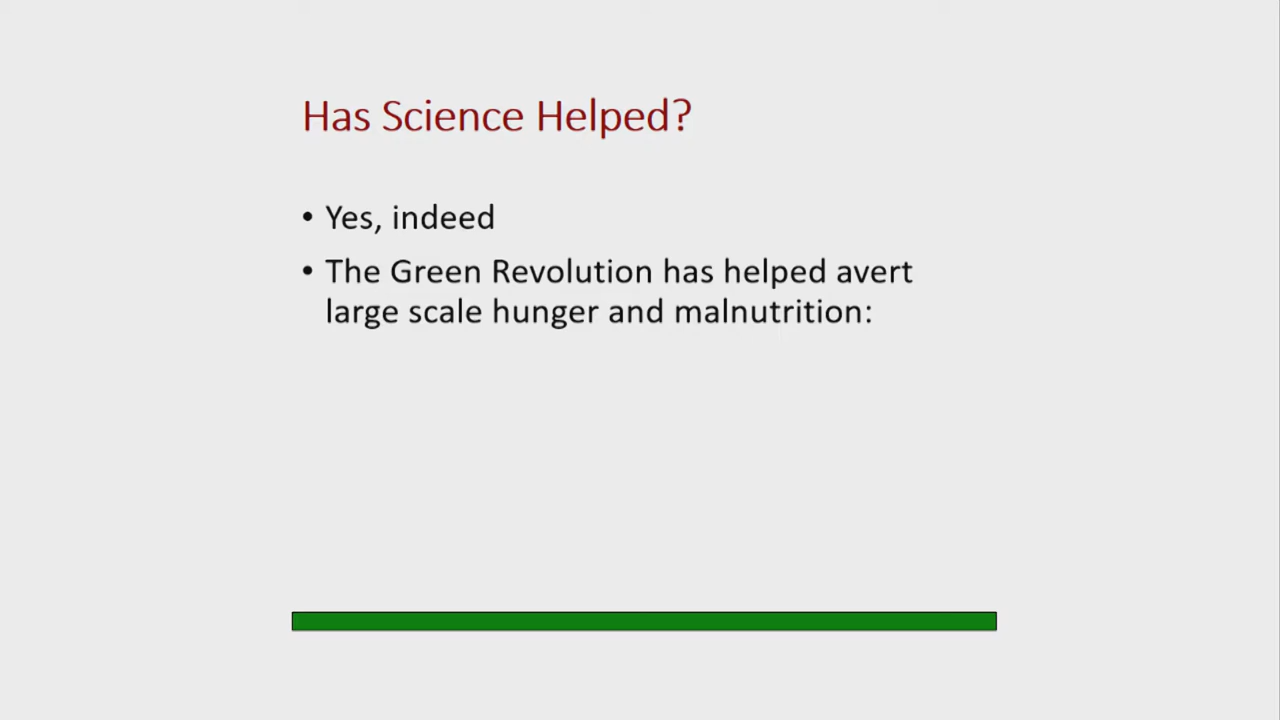 Has Science Helped?
• Yes, indeed
• The Green Revolution has helped avert
large scale hunger and malnutrition: